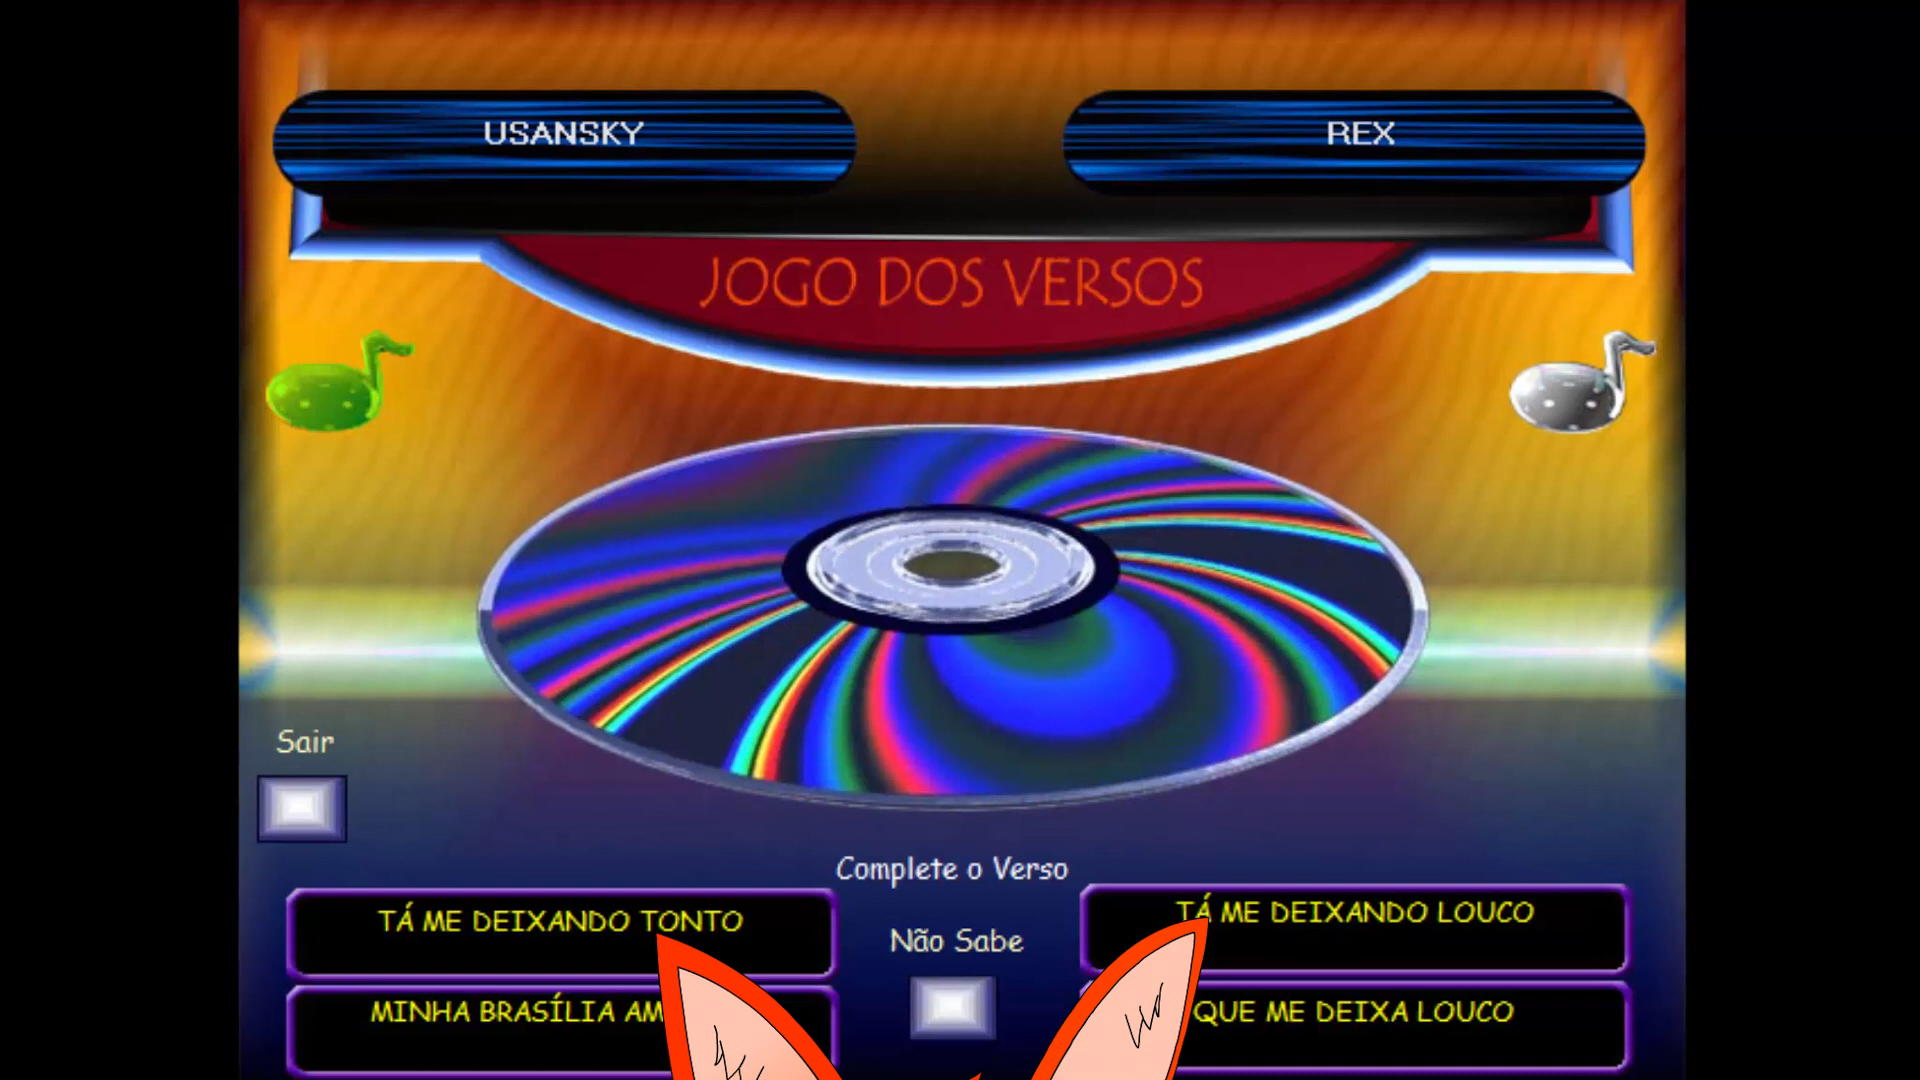 USANSKY
REX
JOGO DOS VERSOS
Sair
Complete o Verso
TÁ ME DEIXANDO TONTO
TÁ ME DEIXANDO LOUCO
Não Sabe
MINHA BRASÍLIA
QUE ME DEIXA LOUCO